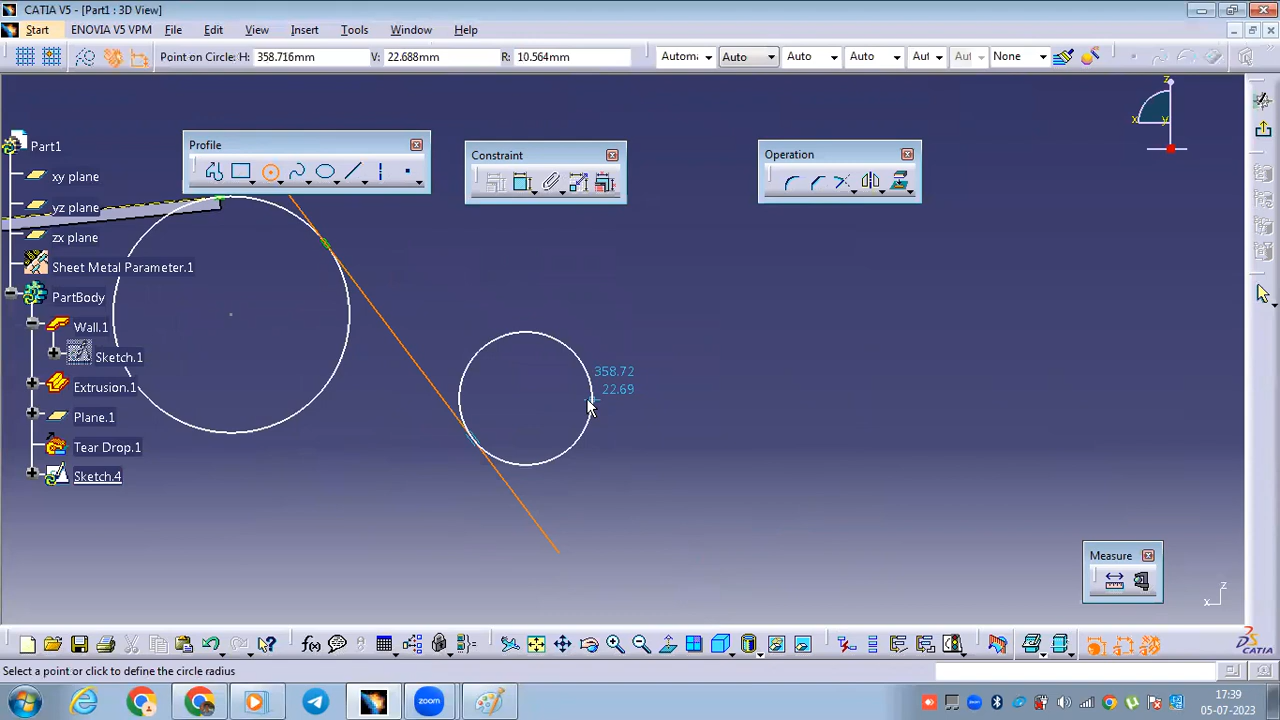 CATIA V5 - [Part1 : 3D View]
Start ENOVIA V5 VPM File Edit View Insert Tools Window Help
Point on Circle: H: 358.716mm V: 22.688mm R: 10.564mm Autom: Auto Auto Auto Aut Aut None
z
x y
Part1
Profile
Constraint
Operation
xy plane
yz plane
zx plane
Sheet Metal Parameter.1
PartBody
Wall.1
Sketch.1
Extrusion.1
Plane.1
Tear Drop.1
Sketch.4
358.72
22.69
Measure
z
x
f(x)
CATIA
Select a point or click to define the circle radius
zoom
17:39
05-07-2023